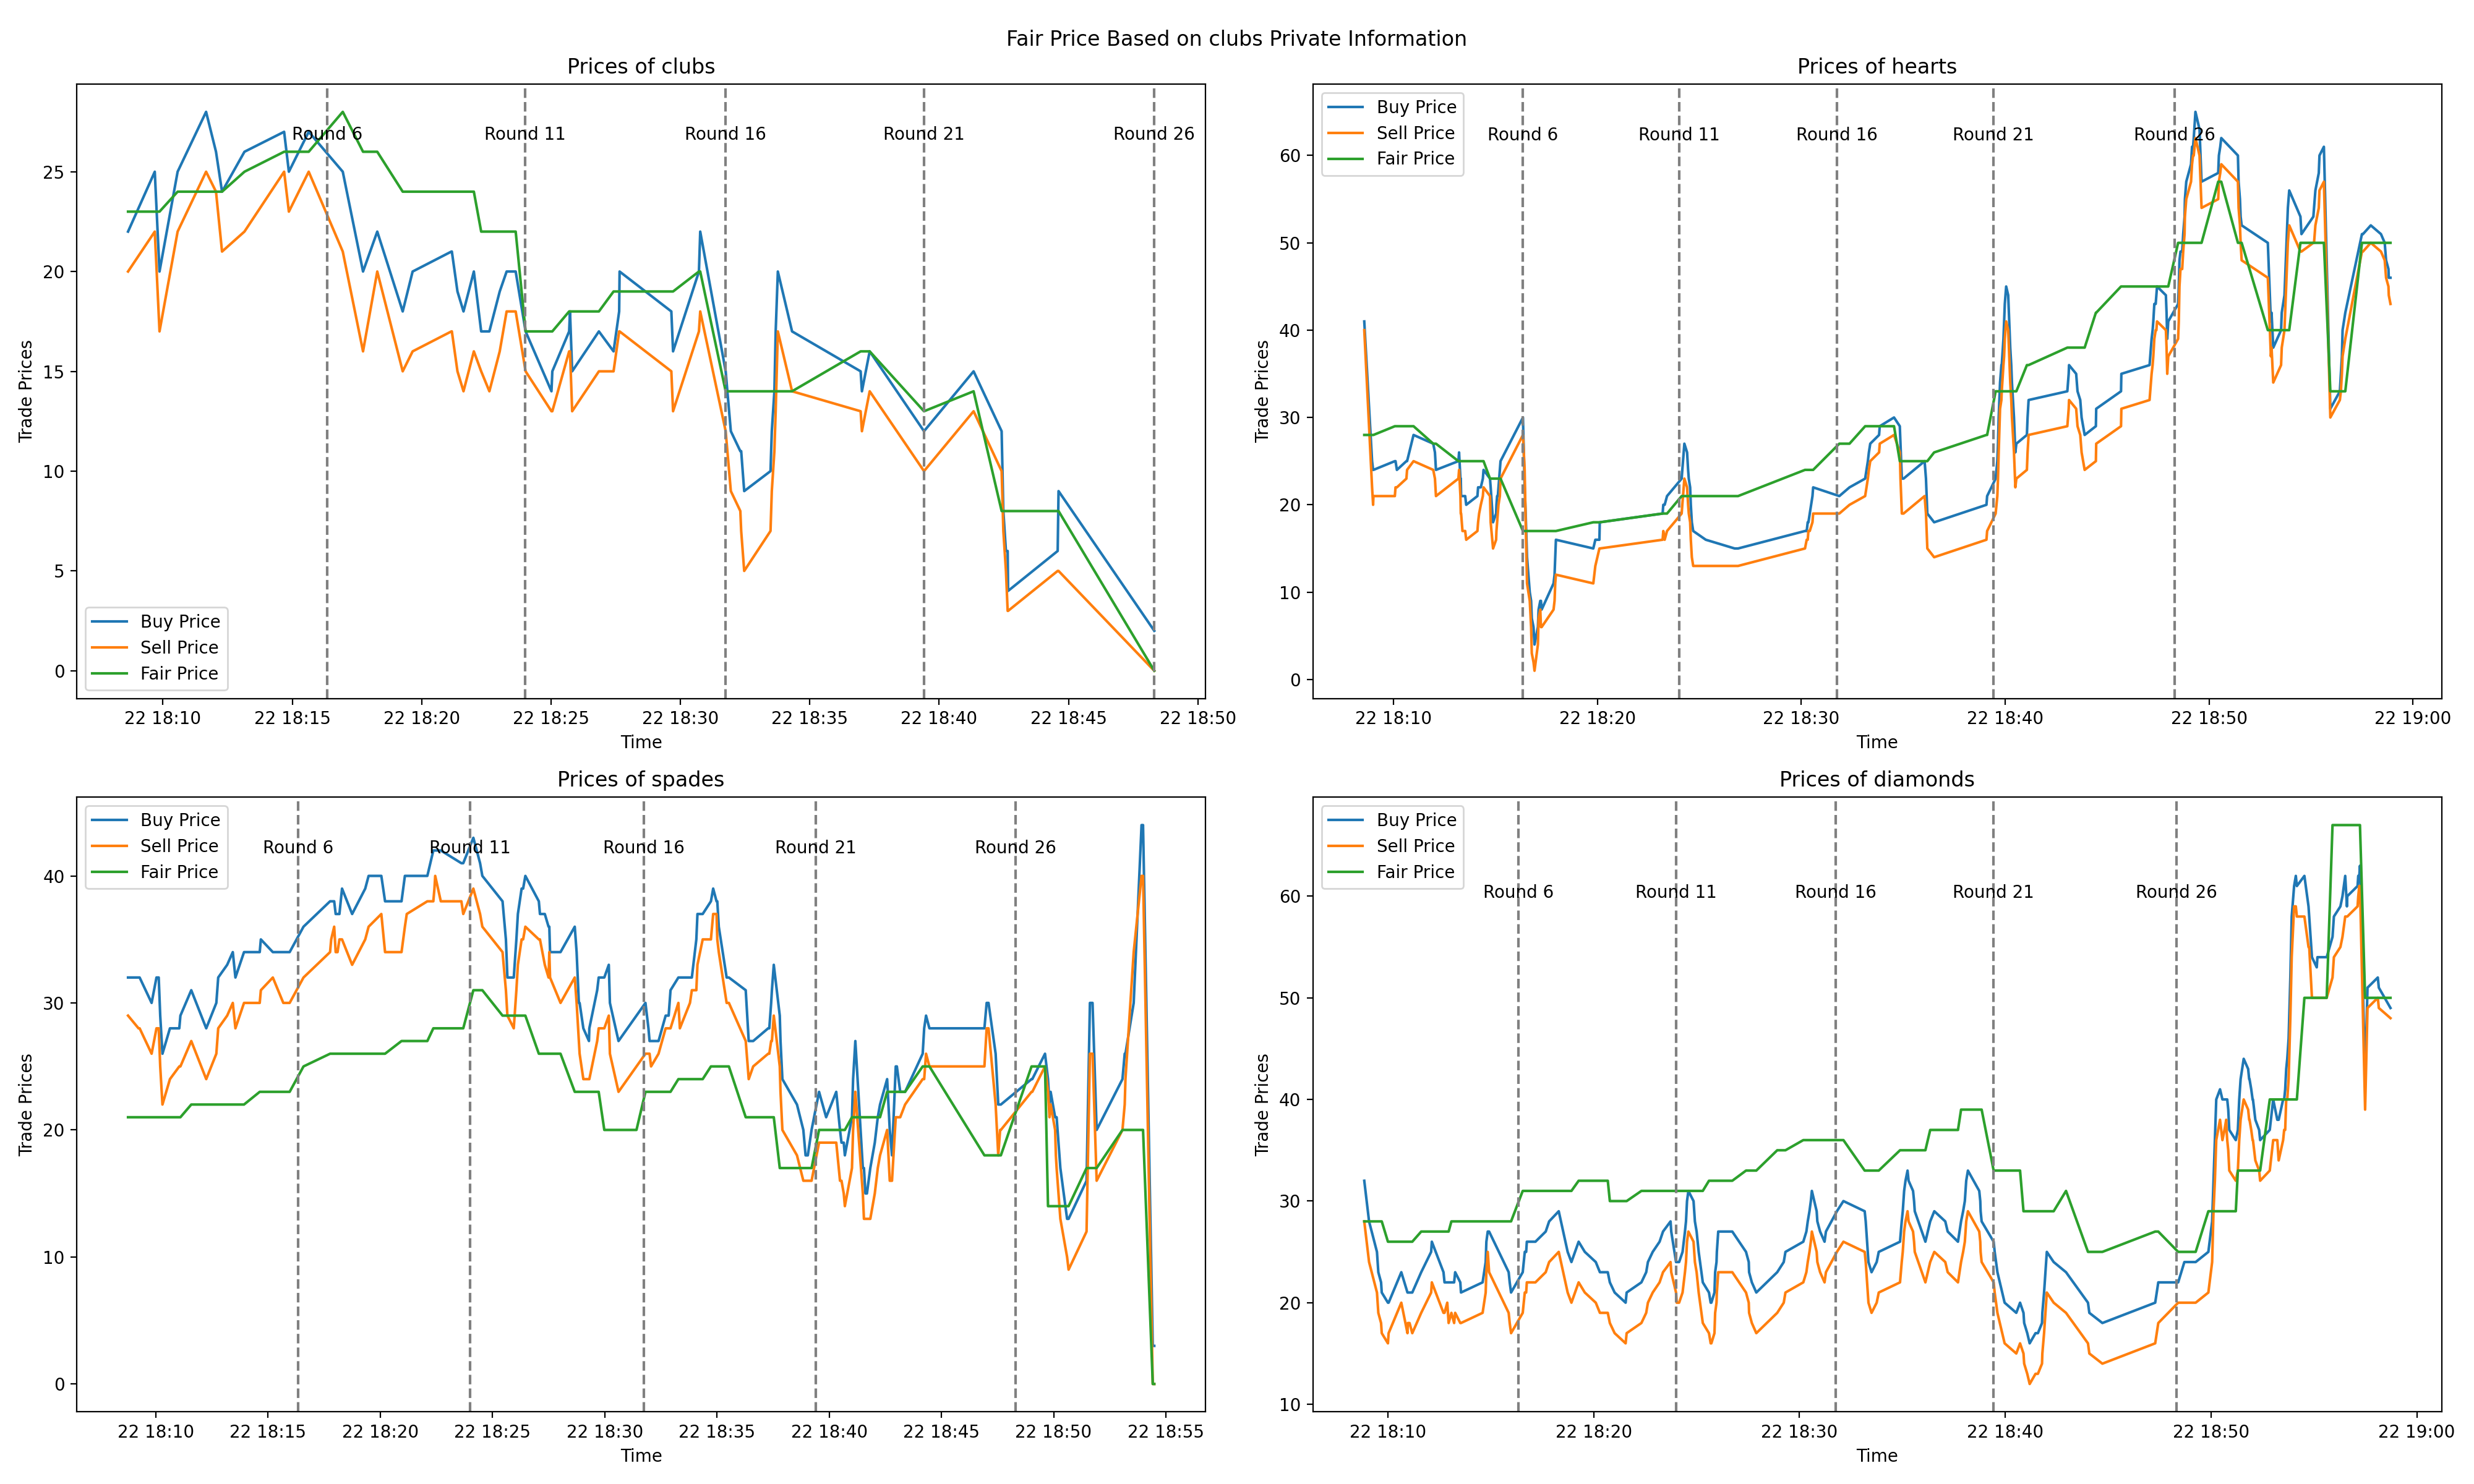 Fair Price Based on clubs Private Information
Prices of clubs
Trade Prices
25
20
15
10
5
0
Round 6
Round 11
Round 16
Round 21
Round 26
Buy Price
Sell Price
Fair Price
22 18:10
22 18:15
22 18:20
22 18:25
22 18:30
22 18:35
22 18:40
22 18:45
22 18:50
Time
Prices of hearts
Trade Prices
60
50
40
30
20
10
0
Buy Price
Sell Price
Fair Price
Round 6
Round 11
Round 16
Round 21
Round 26
22 18:10
22 18:20
22 18:30
22 18:40
22 18:50
22 19:00
Time
Prices of spades
Trade Prices
40
30
20
10
0
Buy Price
Sell Price
Fair Price
Round 6
Round 11
Round 16
Round 21
Round 26
22 18:10
22 18:15
22 18:20
22 18:25
22 18:30
22 18:35
22 18:40
22 18:45
22 18:50
22 18:55
Time
Prices of diamonds
Trade Prices
60
50
40
30
20
10
Buy Price
Sell Price
Fair Price
Round 6
Round 11
Round 16
Round 21
Round 26
22 18:10
22 18:20
22 18:30
22 18:40
22 18:50
22 19:00
Time